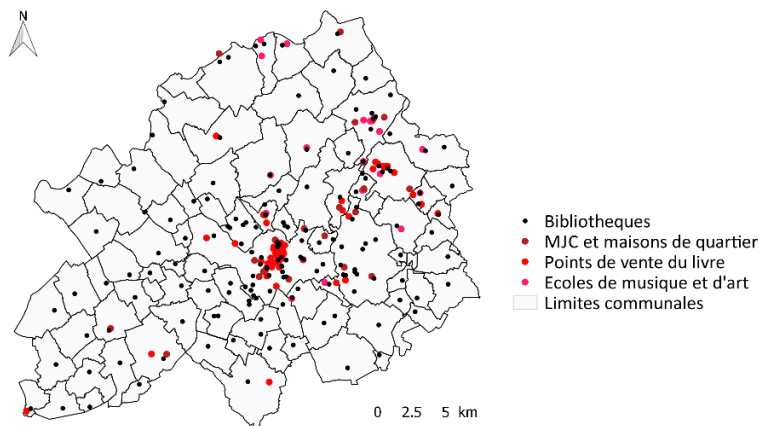 N
Bibliotheques
MJC et maisons de quartier
Points de vente du livre
Ecoles de musique et d'art
Limites communales
0 2.5 5 km